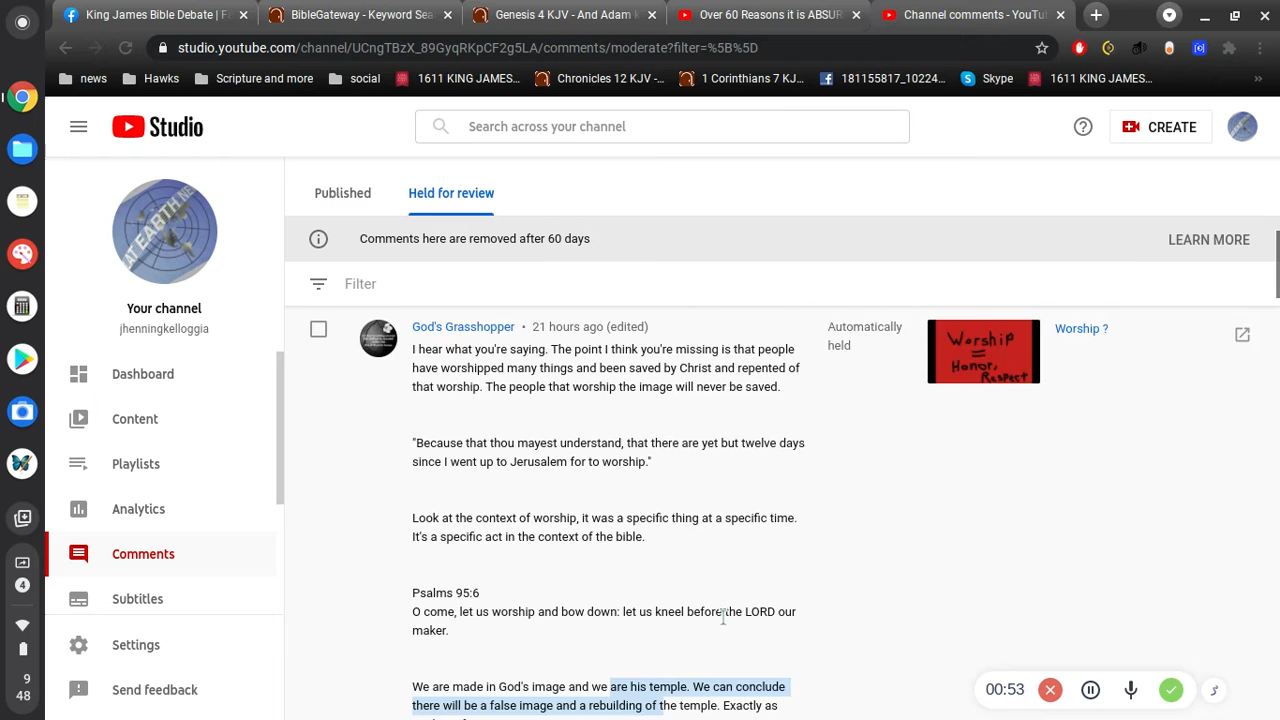 King James Bible Debate | Fa
BibleGateway - Keyword Sea
Genesis 4 KJV - And Adam k
Over 60 Reasons it is ABSUR
Channel comments - YouTu
studio.youtube.com/channel/UCngTBzX_89GyqRKpCF2g5LA/comments/moderate?filter=%5B%5D
news
Hawks
Scripture and more
social
1611 KING JAMES...
Chronicles 12 KJV -...
1 Corinthians 7 KJ...
181155817_10224...
Skype
1611 KING JAMES...
»
Studio
Search across your channel
CREATE
LAT EARTH.NE
Your channel
jhenningkelloggia
Dashboard
Content
Playlists
Analytics
Comments
Subtitles
Settings
Send feedback
Published
Held for review
Comments here are removed after 60 days
LEARN MORE
Filter
God's Grasshopper • 21 hours ago (edited)
I hear what you're saying. The point I think you're missing is that people
have worshipped many things and been saved by Christ and repented of
that worship. The people that worship the image will never be saved.
"Because that thou mayest understand, that there are yet but twelve days
since I went up to Jerusalem for to worship."
Look at the context of worship, it was a specific thing at a specific time.
It's a specific act in the context of the bible.
Psalms 95:6
O come, let us worship and bow down: let us kneel before the LORD our
maker.
We are made in God's image and we are his temple. We can conclude
there will be a false image and a rebuilding of the temple. Exactly as
Automatically
held
Worship
=
Honor,
Respect
Worship ?
4
9
48
00:53